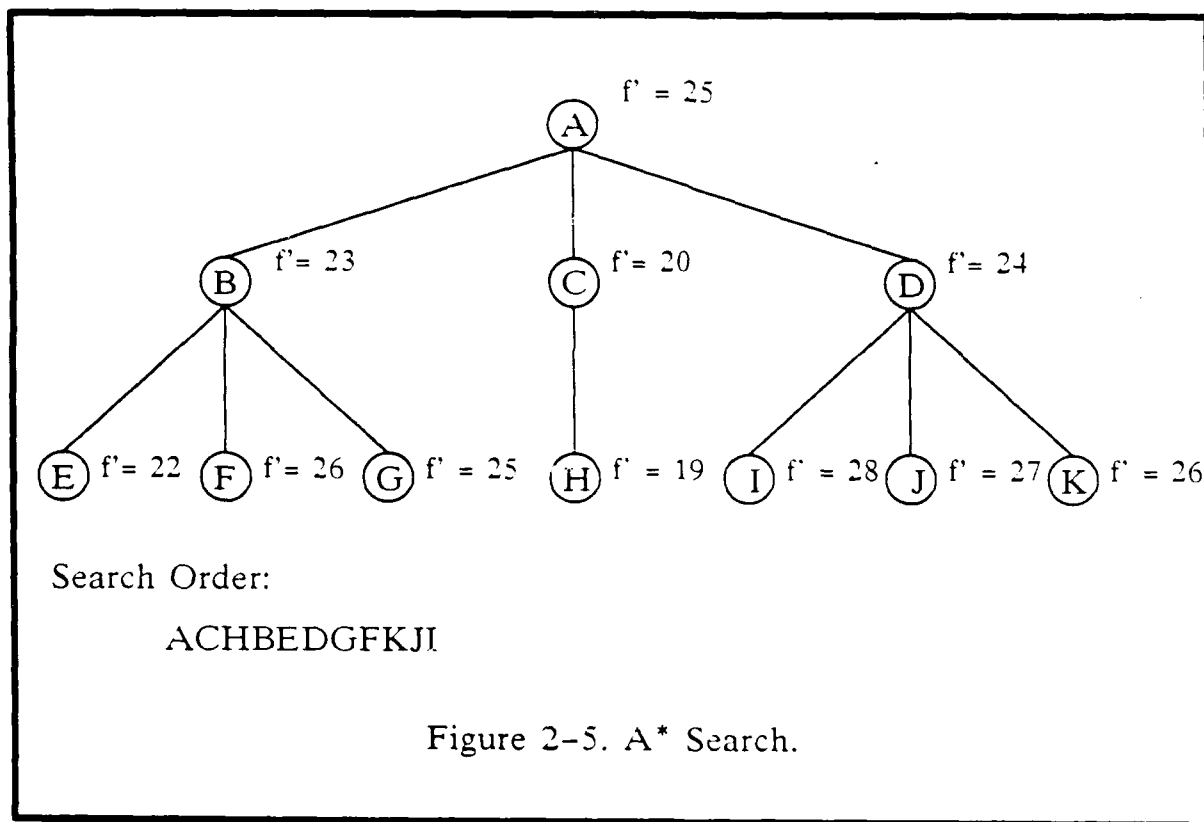 f' = 25
A
B f'= 23
C f'= 20
D f'= 24
E f'= 22
F f'= 26
G f' = 25
H f' = 19
I f' = 28
J f' = 27
K f' = 26
Search Order:
ACHBEDGFKJI
Figure 2-5. A* Search.